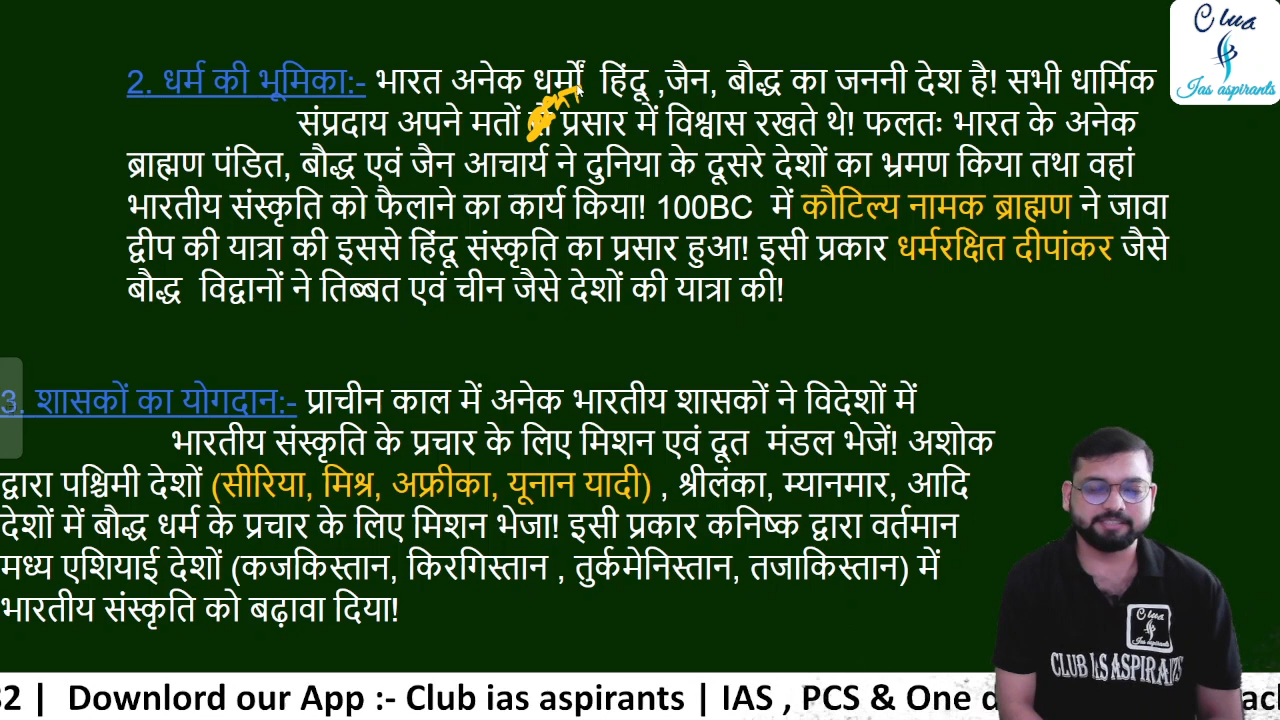 Clua
Ias aspirants
2. धर्म की भूमिका:- भारत अनेक धर्मों हिंदू ,जैन, बौद्ध का जननी देश है! सभी धार्मिक
संप्रदाय अपने मतों प्रसार में विश्वास रखते थे! फलतः भारत के अनेक
ब्राह्मण पंडित, बौद्ध एवं जैन आचार्य ने दुनिया के दूसरे देशों का भ्रमण किया तथा वहां
भारतीय संस्कृति को फैलाने का कार्य किया! 100BC में कौटिल्य नामक ब्राह्मण ने जावा
द्वीप की यात्रा की इससे हिंदू संस्कृति का प्रसार हुआ! इसी प्रकार धर्मरक्षित दीपांकर जैसे
बौद्ध विद्वानों ने तिब्बत एवं चीन जैसे देशों की यात्रा की!
3. शासकों का योगदान:- प्राचीन काल में अनेक भारतीय शासकों ने विदेशों में
भारतीय संस्कृति के प्रचार के लिए मिशन एवं दूत मंडल भेजें! अशोक
द्वारा पश्चिमी देशों (सीरिया, मिश्र, अफ्रीका, यूनान यादी) , श्रीलंका, म्यानमार, आदि
देशों में बौद्ध धर्म के प्रचार के लिए मिशन भेजा! इसी प्रकार कनिष्क द्वारा वर्तमान
मध्य एशियाई देशों (कजकिस्तान, किरगिस्तान , तुर्कमेनिस्तान, तजाकिस्तान) में
भारतीय संस्कृति को बढ़ावा दिया!
Clua
Ias aspirants
CLUB IAS ASPIRANTS
32 | Downlord our App :- Club ias aspirants | IAS , PCS & One d